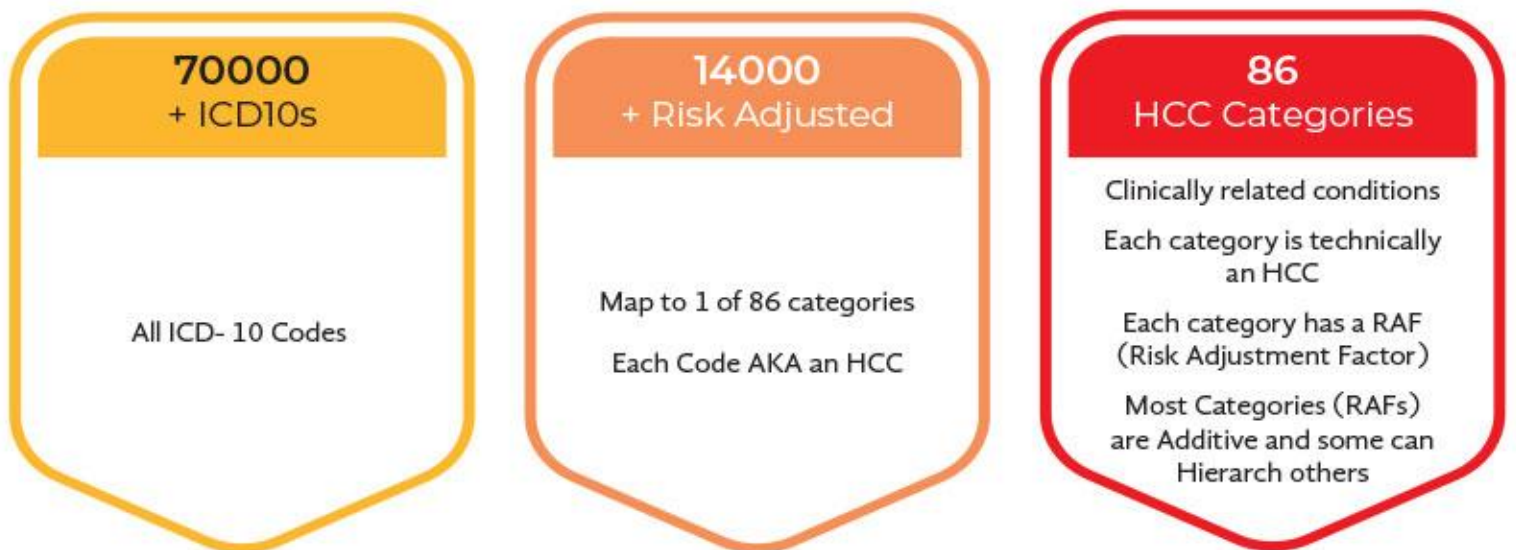 70000
+ ICD10s
All ICD- 10 Codes
14000
+ Risk Adjusted
Map to 1 of 86 categories
Each Code AKA an HCC
86
HCC Categories
Clinically related conditions
Each category is technically
an HCC
Each category has a RAF
(Risk Adjustment Factor)
Most Categories (RAFs)
are Additive and some can
Hierarch others